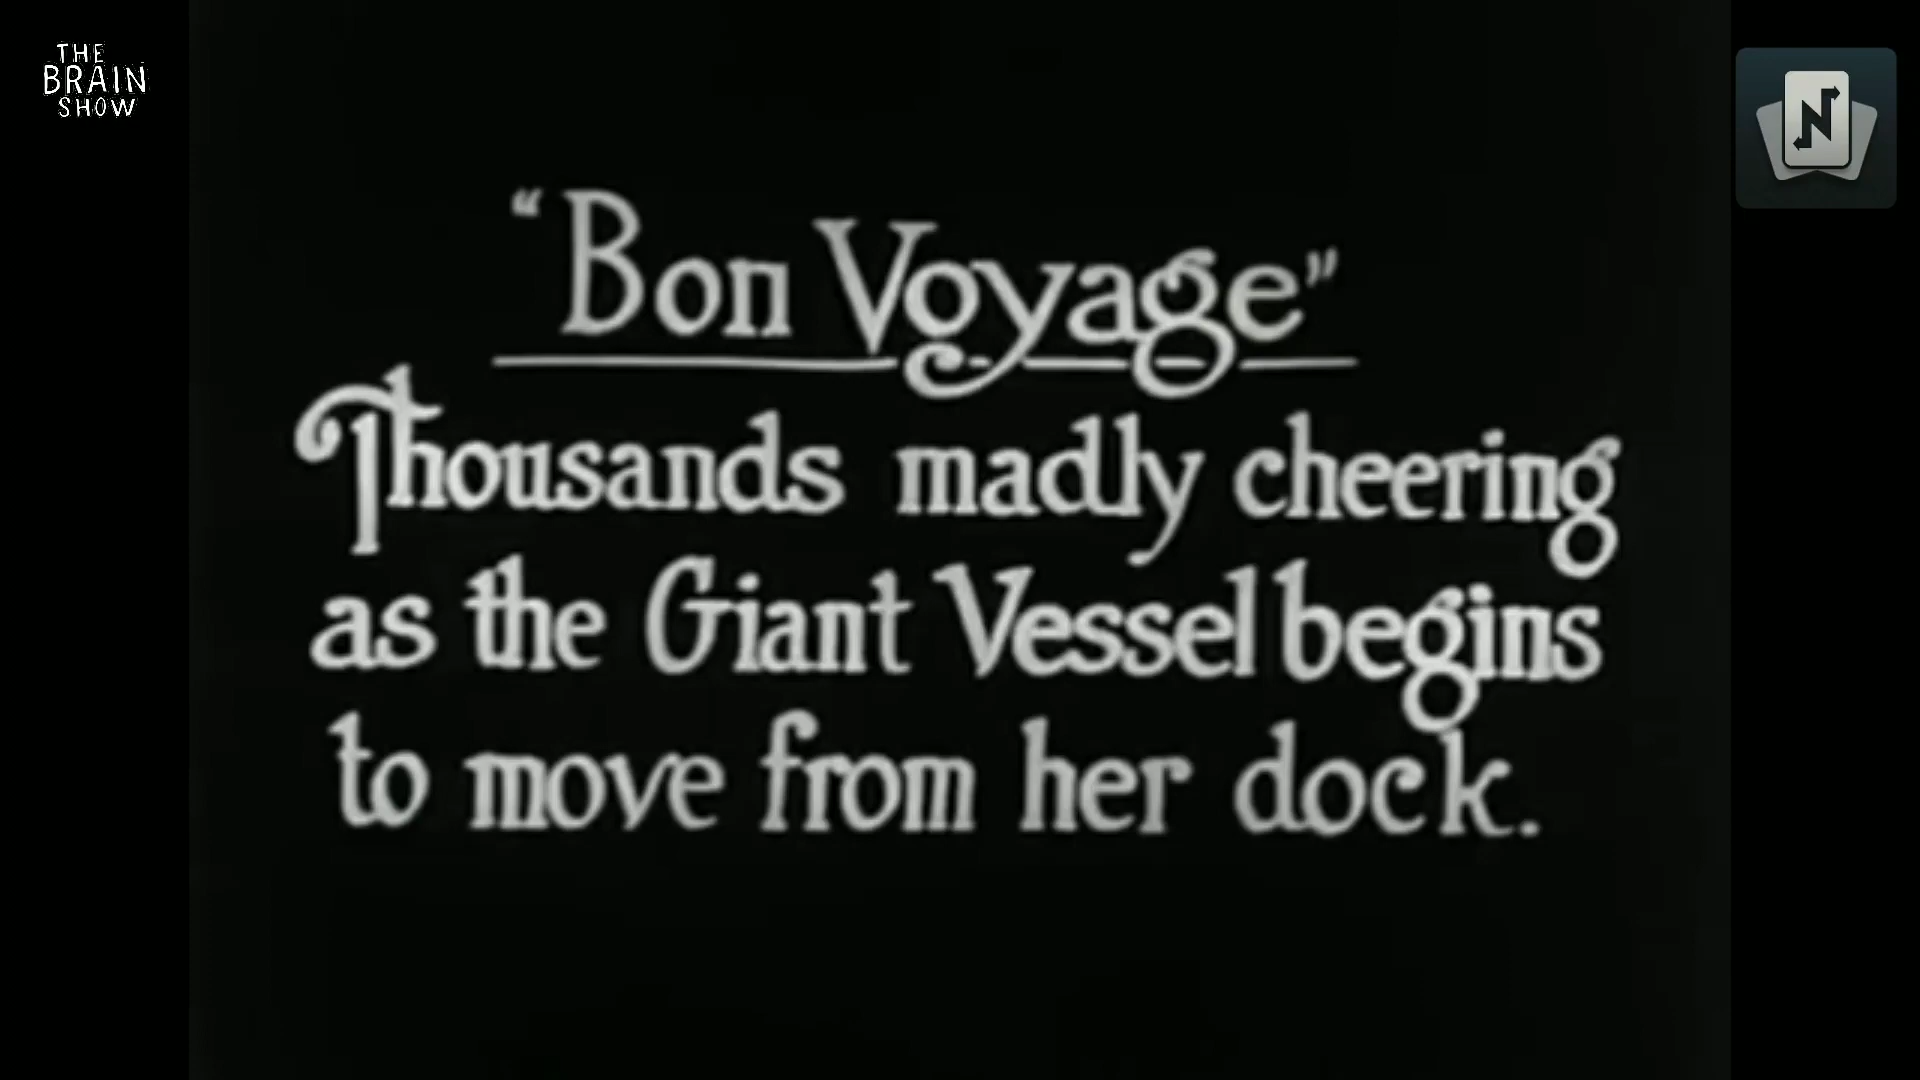 THE
BRAIN
SHOW
N
"Bon Voyage"
Thousands madly cheering
as the Giant Vessel begins
to move from her dock.